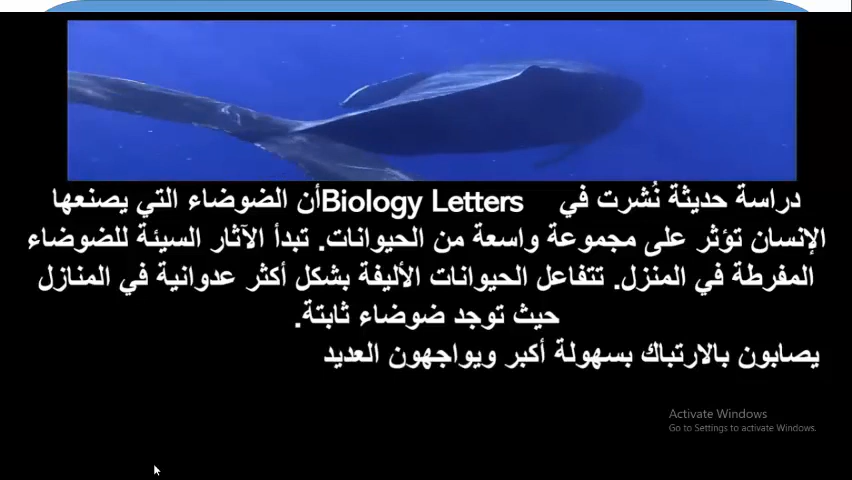 دراسة حديثة نُشرت في Biology Letters أن الضوضاء التي يصنعها
الإنسان تؤثر على مجموعة واسعة من الحيوانات. تبدأ الآثار السيئة للضوضاء
المفرطة في المنزل. تتفاعل الحيوانات الأليفة بشكل أكثر عدوانية في المنازل
حيث توجد ضوضاء ثابتة.
يصابون بالارتباك بسهولة أكبر ويواجهون العديد
Activate Windows
Go to Settings to activate Windows.